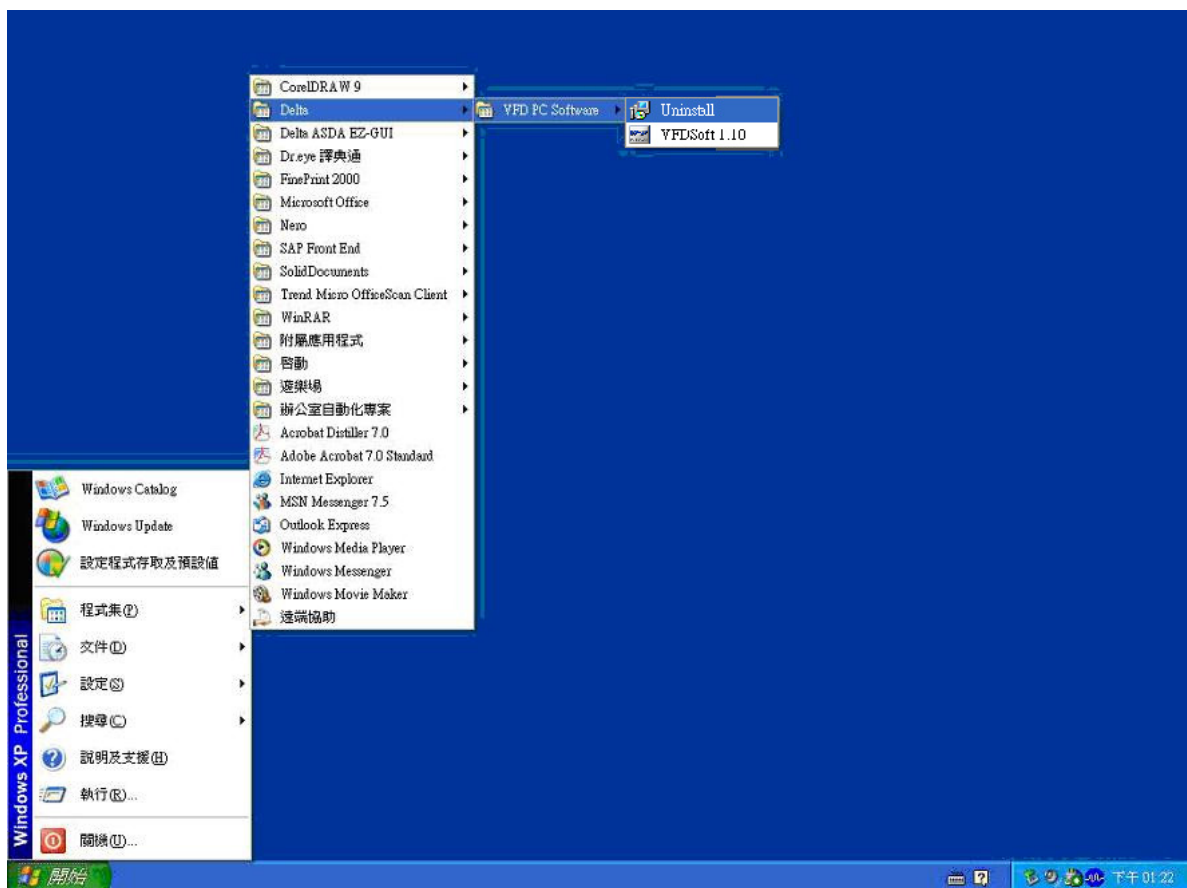 CorelDRAW 9
Delta
VFD PC Software
Uninstall
VFDSoft 1.10
Delta ASDA EZ-GUI
Dr.eye 譯典通
FinePrint 2000
Microsoft Office
Nero
SAP Front End
SolidDocuments
Trend Micro OfficeScan Client
WinRAR
附屬應用程式
啓動
遊樂場
辦公室自動化專案
Acrobat Distiller 7.0
Adobe Acrobat 7.0 Standard
Internet Explorer
MSN Messenger 7.5
Outlook Express
Windows Media Player
Windows Messenger
Windows Movie Maker
遠端協助
Windows Catalog
Windows Update
設定程式存取及預設値
程式集(P)
文件(D)
設定(S)
搜尋(C)
說明及支援(H)
執行(R)...
關機(U)...
Windows XP Professional
開始
下午 01:22